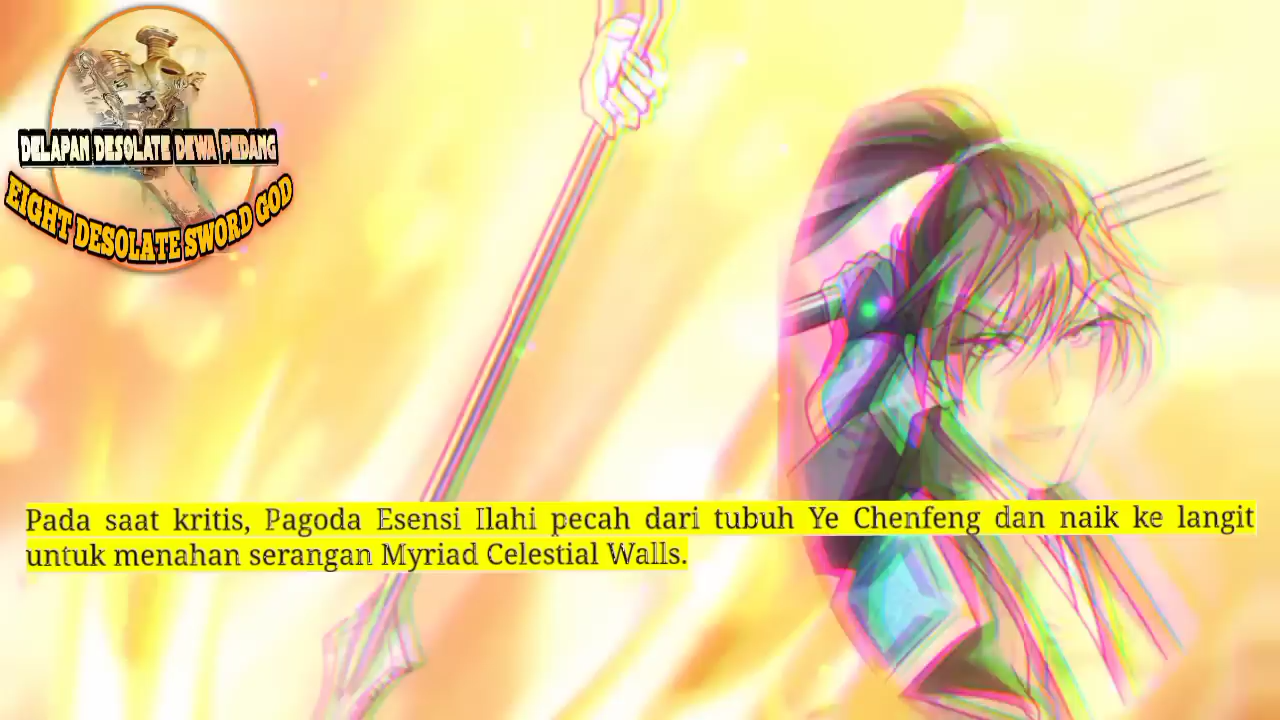 DELAPAN DESOLATE DEWA PEDANG
EIGHT DESOLATE SWORD GOD
Pada saat kritis, Pagoda Esensi Ilahi pecah dari tubuh Ye Chenfeng dan naik ke langit
untuk menahan serangan Myriad Celestial Walls.